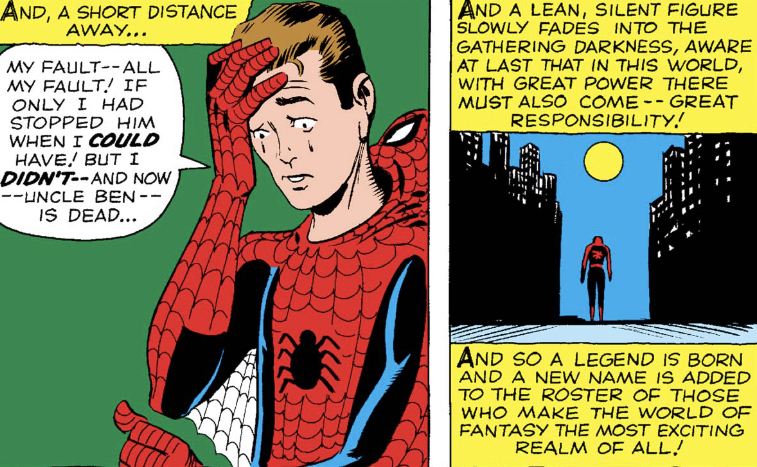 AND, A SHORT DISTANCE
AWAY...
MY FAULT--ALL
MY FAULT! IF
ONLY I HAD
STOPPED HIM
WHEN I COULD
HAVE! BUT I
DIDN'T--AND NOW
--UNCLE BEN--
IS DEAD...
AND A LEAN, SILENT FIGURE
SLOWLY FADES INTO THE
GATHERING DARKNESS, AWARE
AT LAST THAT IN THIS WORLD,
WITH GREAT POWER THERE
MUST ALSO COME--GREAT
RESPONSIBILITY!
AND SO A LEGEND IS BORN
AND A NEW NAME IS ADDED
TO THE ROSTER OF THOSE
WHO MAKE THE WORLD OF
FANTASY THE MOST EXCITING
REALM OF ALL!